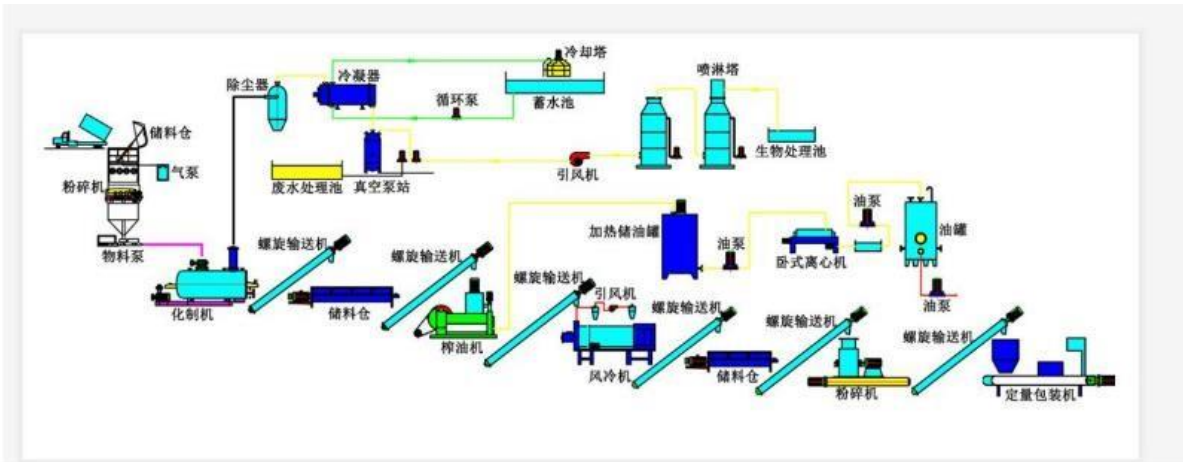 冷却塔
喷淋塔
冷凝器
除尘器
循环泵
蓄水池
储料仓
气泵
生物处理池
引风机
粉碎机
废水处理池
真空泵站
油泵
油罐
加热储油罐
油泵
物料泵
螺旋输送机
螺旋输送机
卧式离心机
螺旋输送机
引风机
油泵
化制机
储料仓
螺旋输送机
螺旋输送机
螺旋输送机
榨油机
风冷机
储料仓
粉碎机
定量包装机